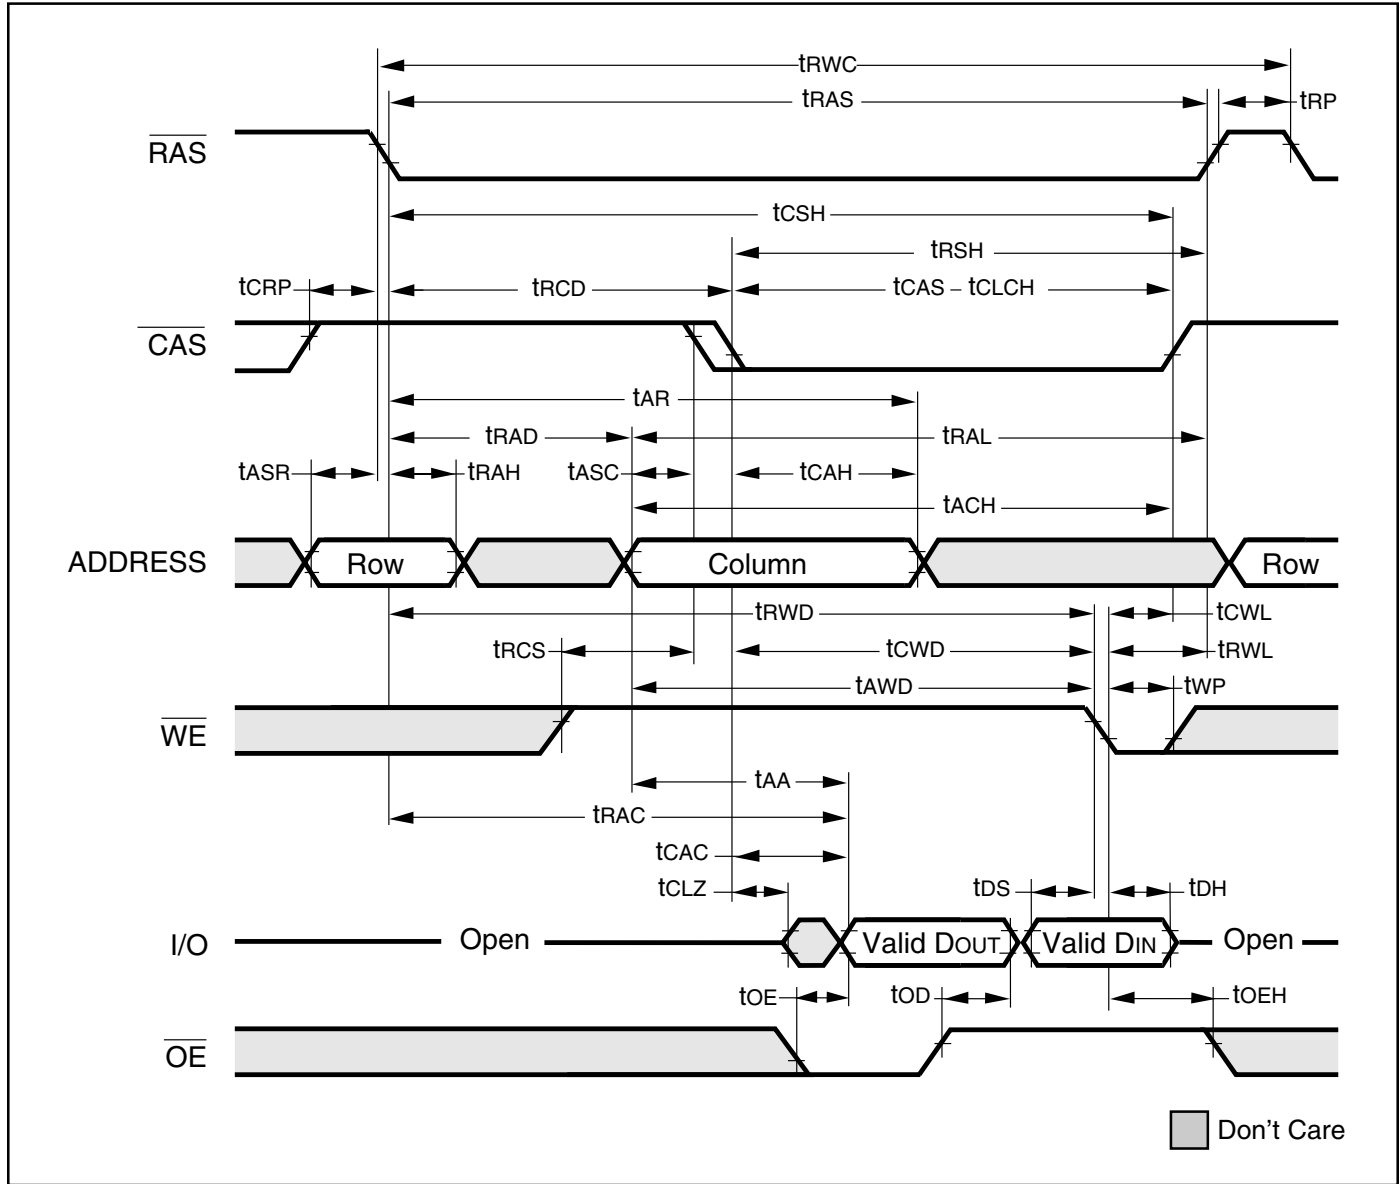 tRWC
tRAS
tRP
RAS
tCSH
tRSH
tCRP
tRCD
tCAS – tCLCH
CAS
tAR
tRAD
tRAL
tASR
tRAH
tASC
tCAH
tACH
ADDRESS
Row
Column
Row
tRWD
tCWL
tRCS
tCWD
tRWL
tAWD
tWP
WE
tAA
tRAC
tCAC
tCLZ
tDS
tDH
I/O
Open
Valid DOUT
Valid DIN
Open
tOE
tOD
tOEH
OE
Don't Care